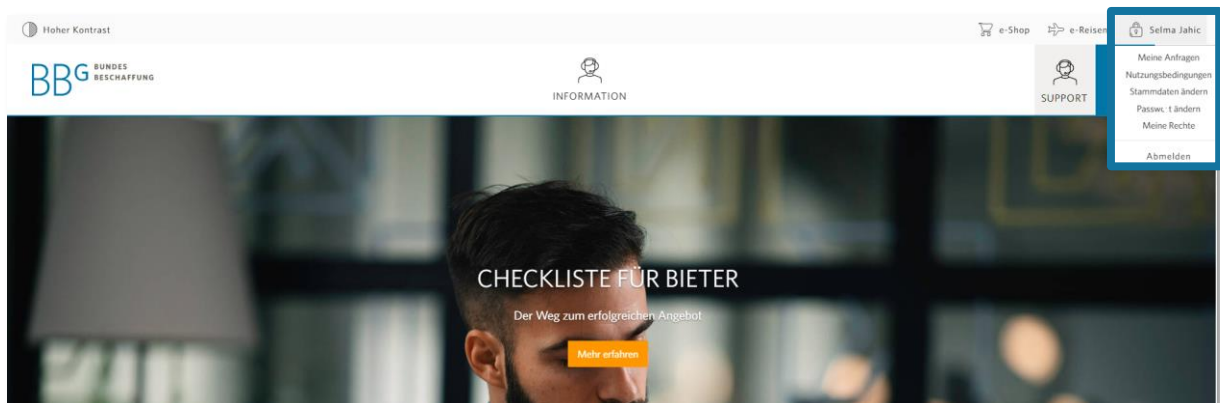 Hoher Kontrast
e-Shop
e-Reisen
Selma Jahic
BBG BUNDES
BESCHAFFUNG
INFORMATION
SUPPORT
Meine Anfragen
Nutzungsbedingungen
Stammdaten ändern
ändern
Meine Rechte
Abmelden
CHECKLISTE FÜR BIETER
Der Weg zum erfolgreichen Angebot
Mehr erfahren